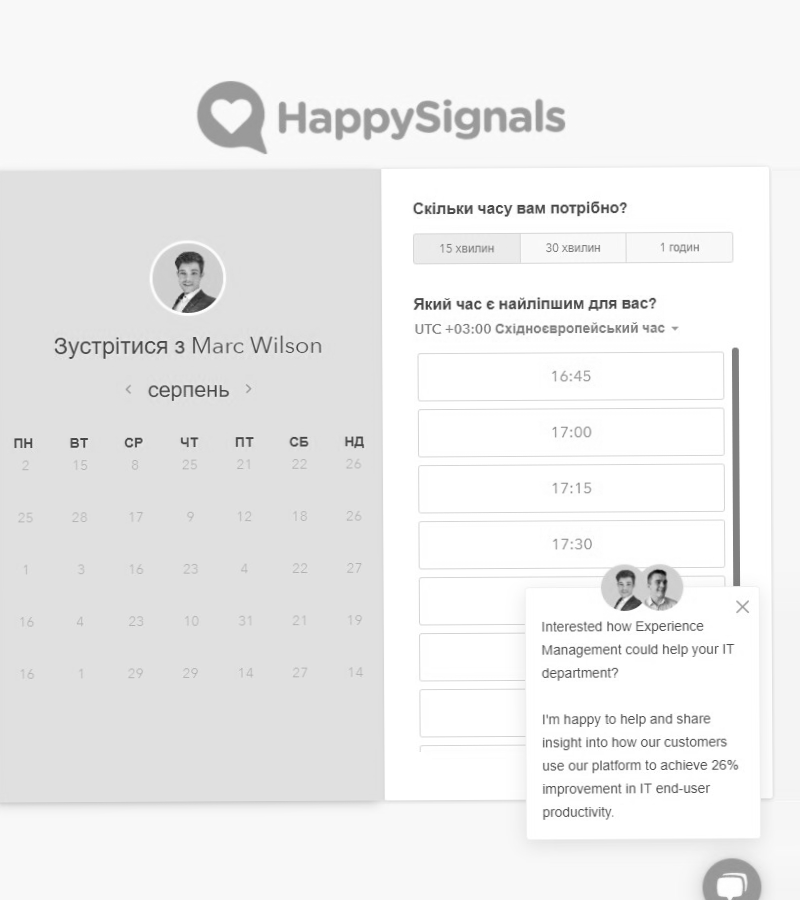 HappySignals
Зустрітися з Marc Wilson
серпень
ПН ВТ СР ЧТ ПТ СБ НД
2 15 8 25 21 22 26
25 28 17 9 12 18 26
1 3 16 23 4 22 27
16 4 23 10 31 21 19
16 1 29 29 14 27 14
Скільки часу вам потрібно?
15 хвилин 30 хвилин 1 годин
Який час є найліпшим для вас?
UTC +03:00 Східноєвропейський час
16:45
17:00
17:15
17:30
Interested how Experience
Management could help your IT
department?
I'm happy to help and share
insight into how our customers
use our platform to achieve 26%
improvement in IT end-user
productivity.